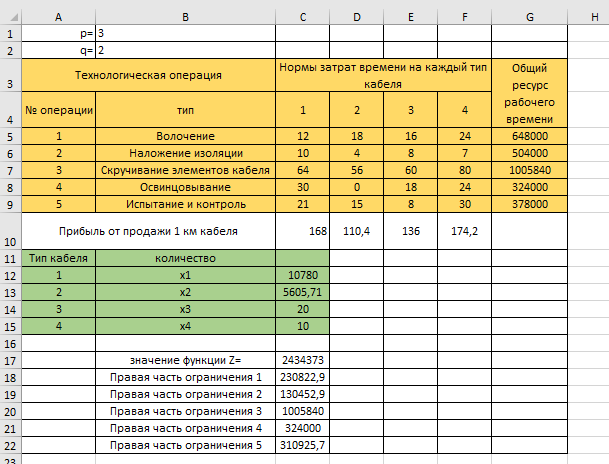 A B C D E F G H
1 p= 3
2 q= 2
3 Технологическая операция Нормы затрат времени на каждый тип кабеля Общий ресурс рабочего времени
4 № операции тип 1 2 3 4
5 1 Волочение 12 18 16 24 648000
6 2 Наложение изоляции 10 4 8 7 504000
7 3 Скручивание элементов кабеля 64 56 60 80 1005840
8 4 Освинцовывание 30 0 18 24 324000
9 5 Испытание и контроль 21 15 8 30 378000
10 Прибыль от продажи 1 км кабеля 168 110,4 136 174,2
11 Тип кабеля количество
12 1 x1 10780
13 2 x2 5605,71
14 3 x3 20
15 4 x4 10
16
17 значение функции Z= 2434373
18 Правая часть ограничения 1 230822,9
19 Правая часть ограничения 2 130452,9
20 Правая часть ограничения 3 1005840
21 Правая часть ограничения 4 324000
22 Правая часть ограничения 5 310925,7
23